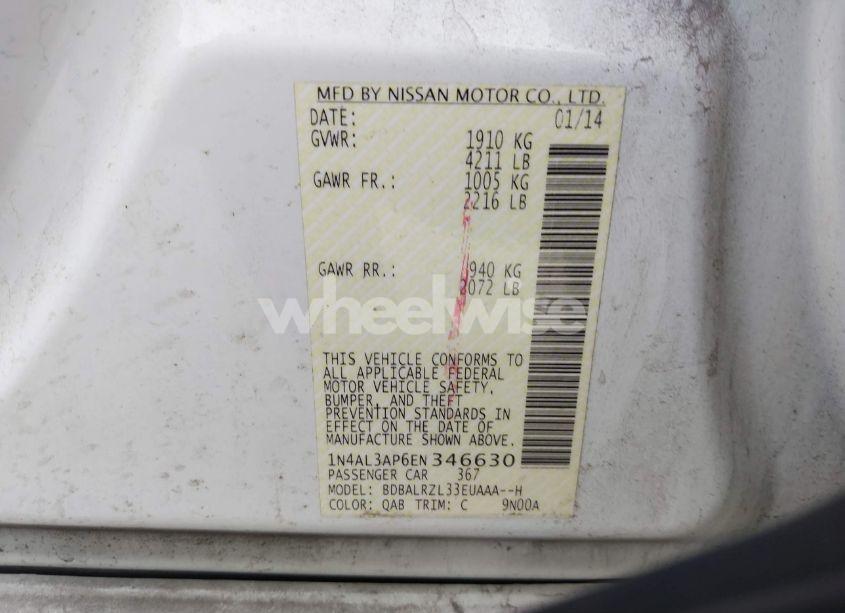 MFD BY NISSAN MOTOR CO., LTD.
DATE: 01/14
GVWR: 1910 KG
4211 LB
GAWR FR.: 1005 KG
2216 LB
GAWR RR.: 940 KG
2072 LB
wheelwise
THIS VEHICLE CONFORMS TO
ALL APPLICABLE FEDERAL
MOTOR VEHICLE SAFETY,
BUMPER, AND THEFT
PREVENTION STANDARDS IN
EFFECT ON THE DATE OF
MANUFACTURE SHOWN ABOVE.
1N4AL3AP6EN 346630
PASSENGER CAR 367
MODEL: BDBALRZL33EUAAA--H
COLOR: QAB TRIM: C 9N00A